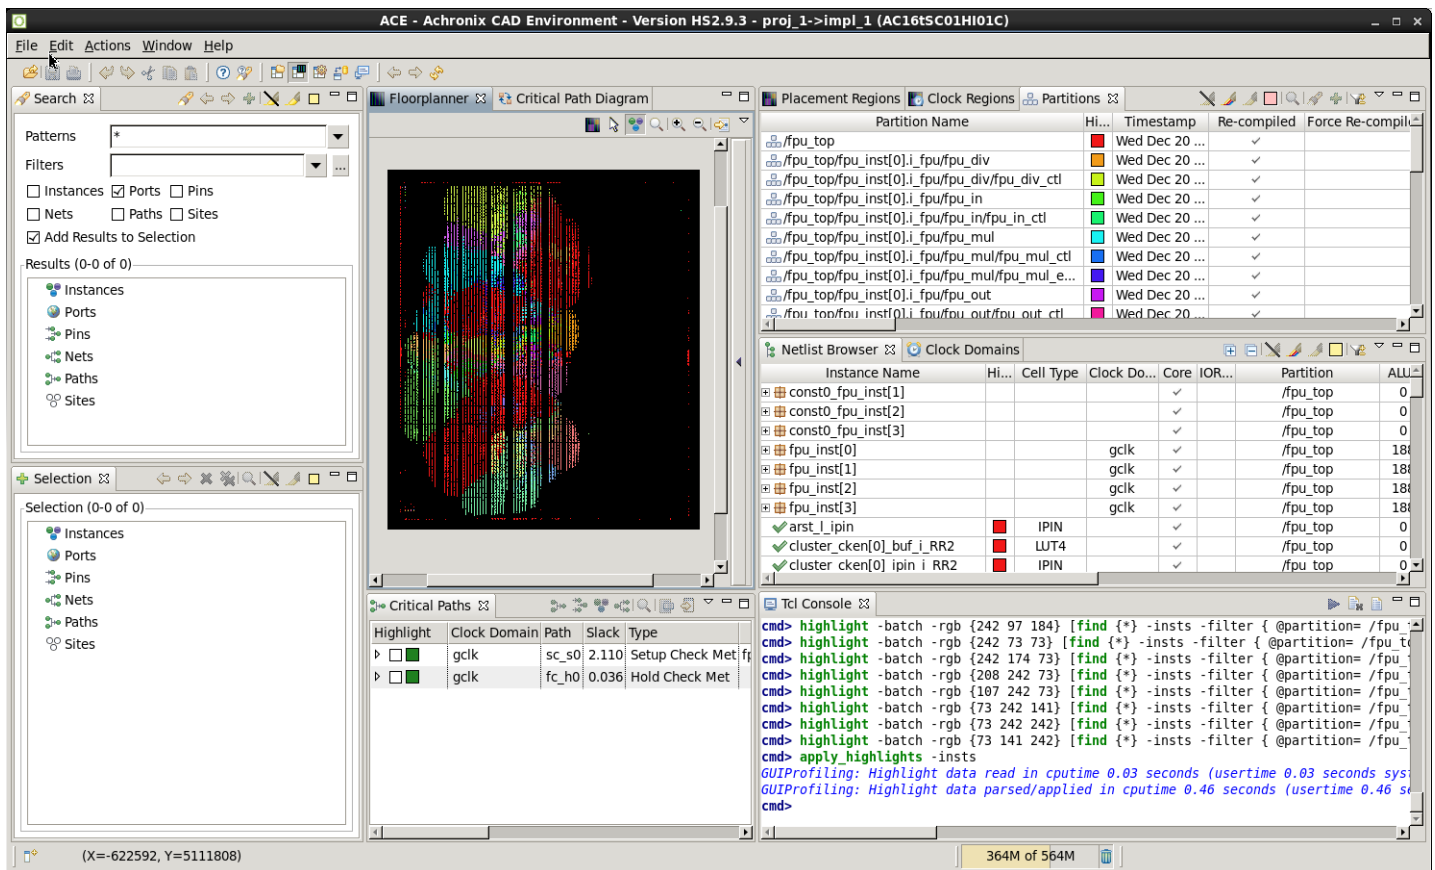 ACE - Achronix CAD Environment - Version HS2.9.3 - proj_1->impl_1 (AC16tSC01HI01C)
File Edit Actions Window Help
Search
Patterns *
Filters ...
Instances Ports Pins
Nets Paths Sites
Add Results to Selection
Results (0-0 of 0)
Instances
Ports
Pins
Nets
Paths
Sites
Selection
Selection (0-0 of 0)
Instances
Ports
Pins
Nets
Paths
Sites
Floorplanner Critical Path Diagram
Critical Paths
Highlight Clock Domain Path Slack Type
gclk sc_s0 2.110 Setup Check Met
gclk fc_h0 0.036 Hold Check Met
Placement Regions Clock Regions Partitions
Partition Name Hi... Timestamp Re-compiled Force Re-compil
/fpu_top Wed Dec 20 ...
/fpu_top/fpu_inst[0].i_fpu/fpu_div Wed Dec 20 ...
/fpu_top/fpu_inst[0].i_fpu/fpu_div/fpu_div_ctl Wed Dec 20 ...
/fpu_top/fpu_inst[0].i_fpu/fpu_in Wed Dec 20 ...
/fpu_top/fpu_inst[0].i_fpu/fpu_in/fpu_in_ctl Wed Dec 20 ...
/fpu_top/fpu_inst[0].i_fpu/fpu_mul Wed Dec 20 ...
/fpu_top/fpu_inst[0].i_fpu/fpu_mul/fpu_mul_ctl Wed Dec 20 ...
/fpu_top/fpu_inst[0].i_fpu/fpu_mul/fpu_mul_e... Wed Dec 20 ...
/fpu_top/fpu_inst[0].i_fpu/fpu_out Wed Dec 20 ...
/fpu_top/fpu_inst[0].i_fpu/fpu_out/fpu_out_ctl Wed Dec 20 ...
Netlist Browser Clock Domains
Instance Name Hi... Cell Type Clock Do... Core IOR... Partition ALU
const0_fpu_inst[1] /fpu_top 0
const0_fpu_inst[2] /fpu_top 0
const0_fpu_inst[3] /fpu_top 0
fpu_inst[0] gclk /fpu_top 188
fpu_inst[1] gclk /fpu_top 188
fpu_inst[2] gclk /fpu_top 188
fpu_inst[3] gclk /fpu_top 188
arst_l_ipin IPIN /fpu_top 0
cluster_cken[0]_buf_i_RR2 LUT4 /fpu_top 0
cluster_cken[0]_ipin_i_RR2 IPIN /fpu_top 0
Tcl Console
cmd> highlight -batch -rgb {242 97 184} [find {*} -insts -filter { @partition= /fpu_
cmd> highlight -batch -rgb {242 73 73} [find {*} -insts -filter { @partition= /fpu_to
cmd> highlight -batch -rgb {242 174 73} [find {*} -insts -filter { @partition= /fpu_
cmd> highlight -batch -rgb {208 242 73} [find {*} -insts -filter { @partition= /fpu_
cmd> highlight -batch -rgb {107 242 73} [find {*} -insts -filter { @partition= /fpu_
cmd> highlight -batch -rgb {73 242 141} [find {*} -insts -filter { @partition= /fpu_
cmd> highlight -batch -rgb {73 242 242} [find {*} -insts -filter { @partition= /fpu_
cmd> highlight -batch -rgb {73 141 242} [find {*} -insts -filter { @partition= /fpu_
cmd> apply_highlights -insts
GUIProfiling: Highlight data read in cputime 0.03 seconds (usertime 0.03 seconds syst
GUIProfiling: Highlight data parsed/applied in cputime 0.46 seconds (usertime 0.46 se
cmd>
(X=-622592, Y=5111808)
364M of 564M